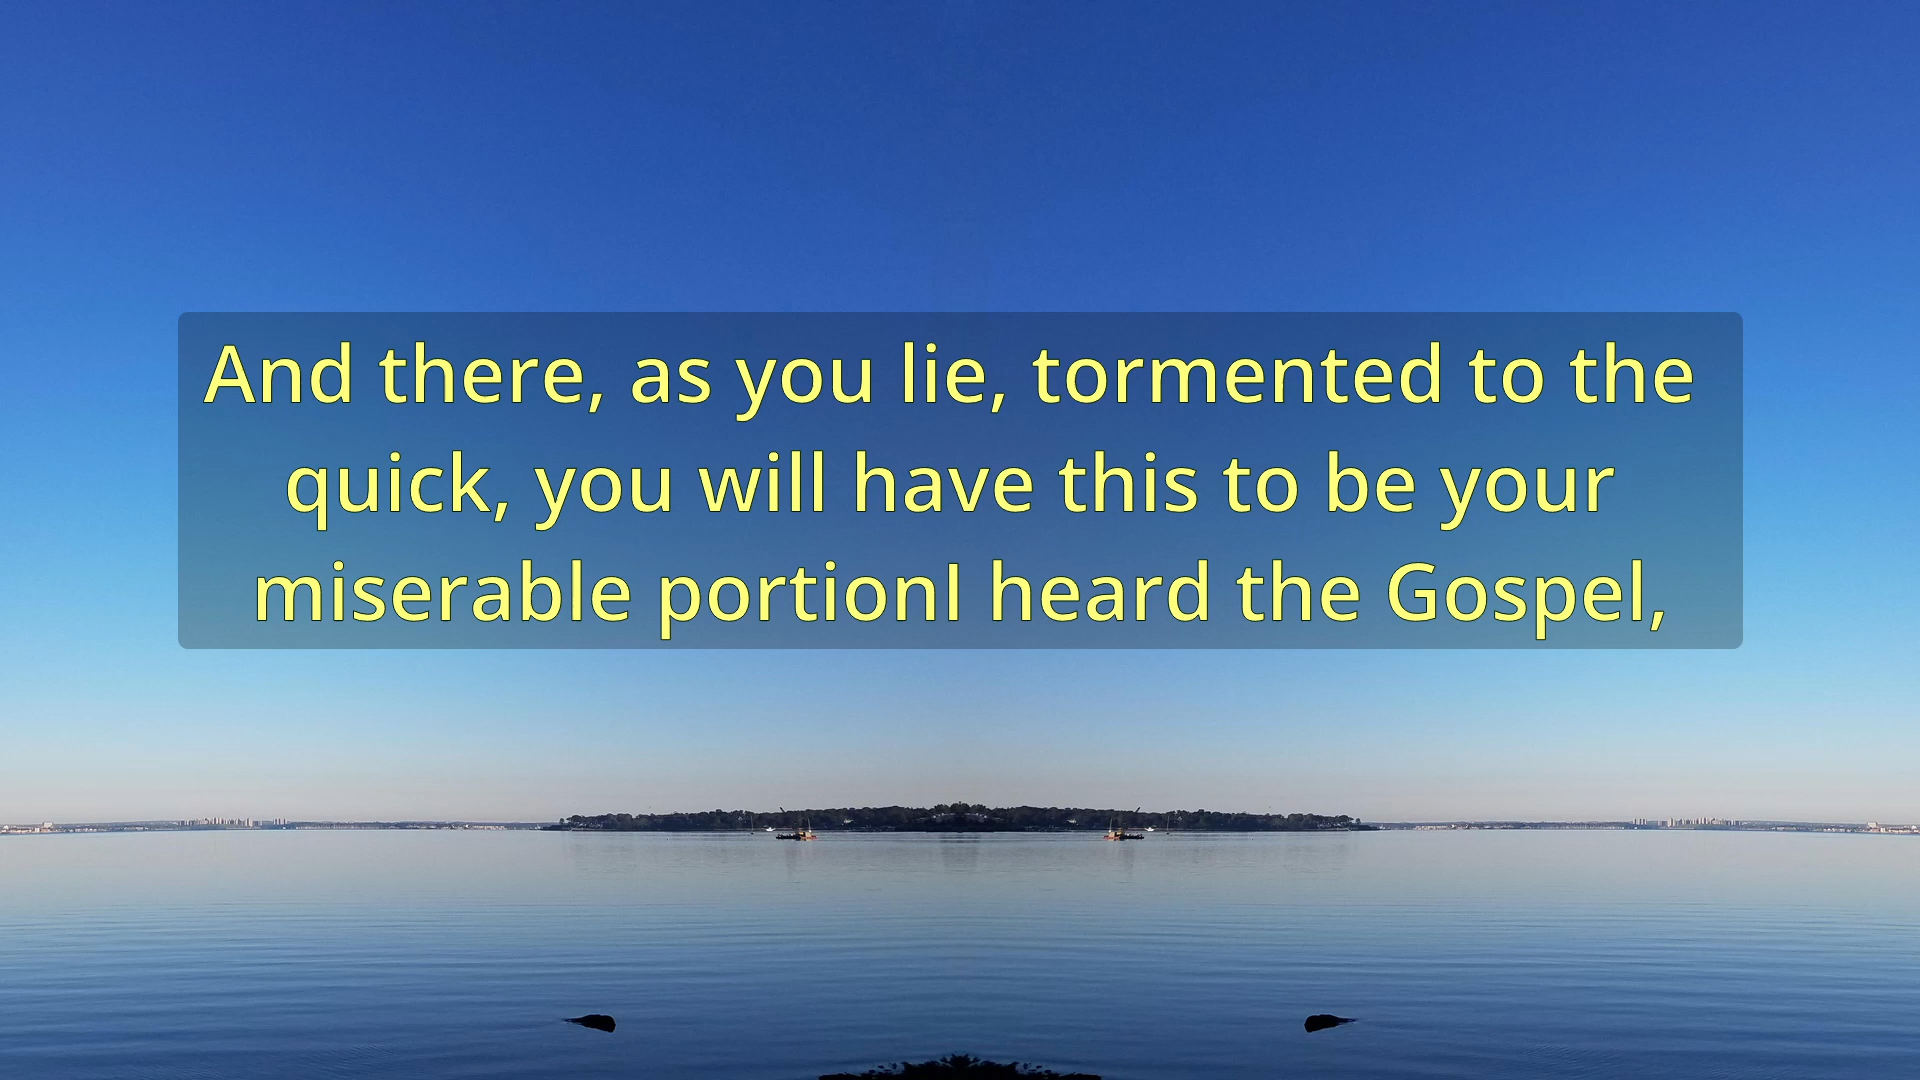 And there, as you lie, tormented to the
quick, you will have this to be your
miserable portionI heard the Gospel,